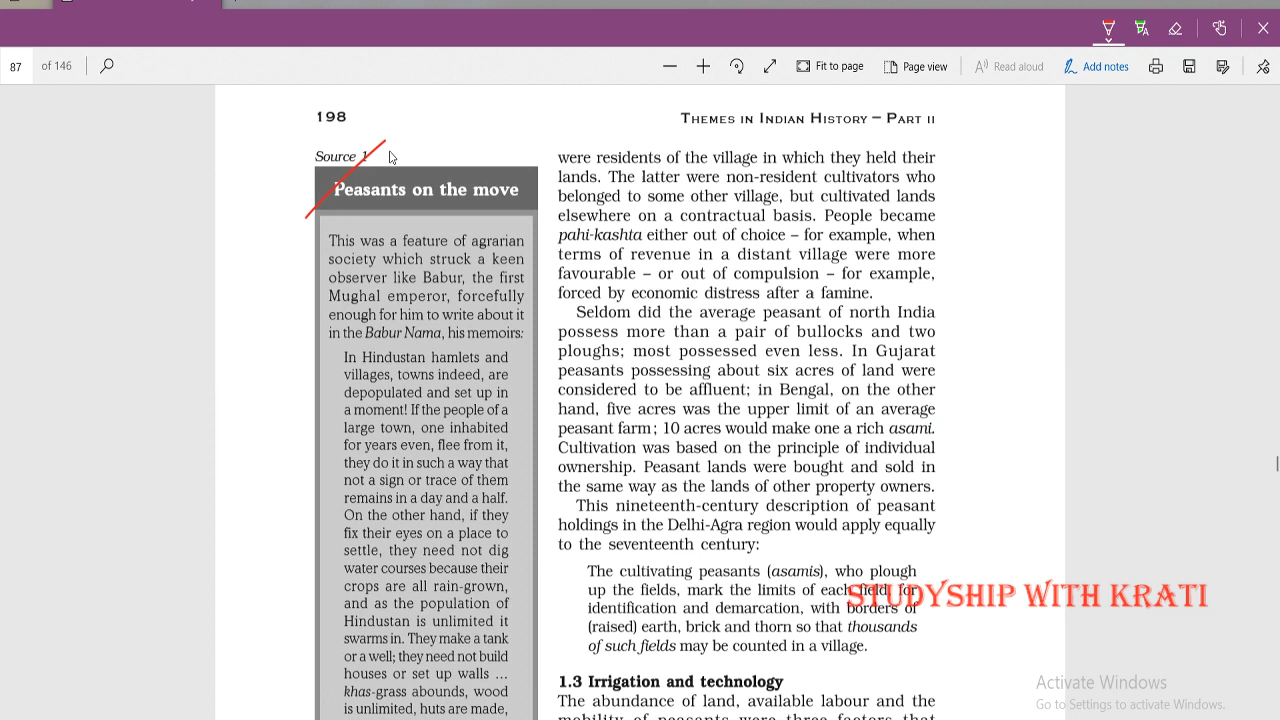 87 of 146
Fit to page
Page view
Read aloud
Add notes
198
THEMES IN INDIAN HISTORY – PART II
Source 1
Peasants on the move
This was a feature of agrarian
society which struck a keen
observer like Babur, the first
Mughal emperor, forcefully
enough for him to write about it
in the Babur Nama, his memoirs:
In Hindustan hamlets and
villages, towns indeed, are
depopulated and set up in
a moment! If the people of a
large town, one inhabited
for years even, flee from it,
they do it in such a way that
not a sign or trace of them
remains in a day and a half.
On the other hand, if they
fix their eyes on a place to
settle, they need not dig
water courses because their
crops are all rain-grown,
and as the population of
Hindustan is unlimited it
swarms in. They make a tank
or a well; they need not build
houses or set up walls ...
khas-grass abounds, wood
is unlimited, huts are made,
were residents of the village in which they held their
lands. The latter were non-resident cultivators who
belonged to some other village, but cultivated lands
elsewhere on a contractual basis. People became
pahi-kashta either out of choice – for example, when
terms of revenue in a distant village were more
favourable – or out of compulsion – for example,
forced by economic distress after a famine.
Seldom did the average peasant of north India
possess more than a pair of bullocks and two
ploughs; most possessed even less. In Gujarat
peasants possessing about six acres of land were
considered to be affluent; in Bengal, on the other
hand, five acres was the upper limit of an average
peasant farm; 10 acres would make one a rich asami.
Cultivation was based on the principle of individual
ownership. Peasant lands were bought and sold in
the same way as the lands of other property owners.
This nineteenth-century description of peasant
holdings in the Delhi-Agra region would apply equally
to the seventeenth century:
The cultivating peasants (asamis), who plough
up the fields, mark the limits of each field, for
identification and demarcation, with borders of
(raised) earth, brick and thorn so that thousands
of such fields may be counted in a village.
1.3 Irrigation and technology
The abundance of land, available labour and the
mobility of peasants were three factors that
STUDYSHIP WITH KRATI
Activate Windows
Go to Settings to activate Windows.